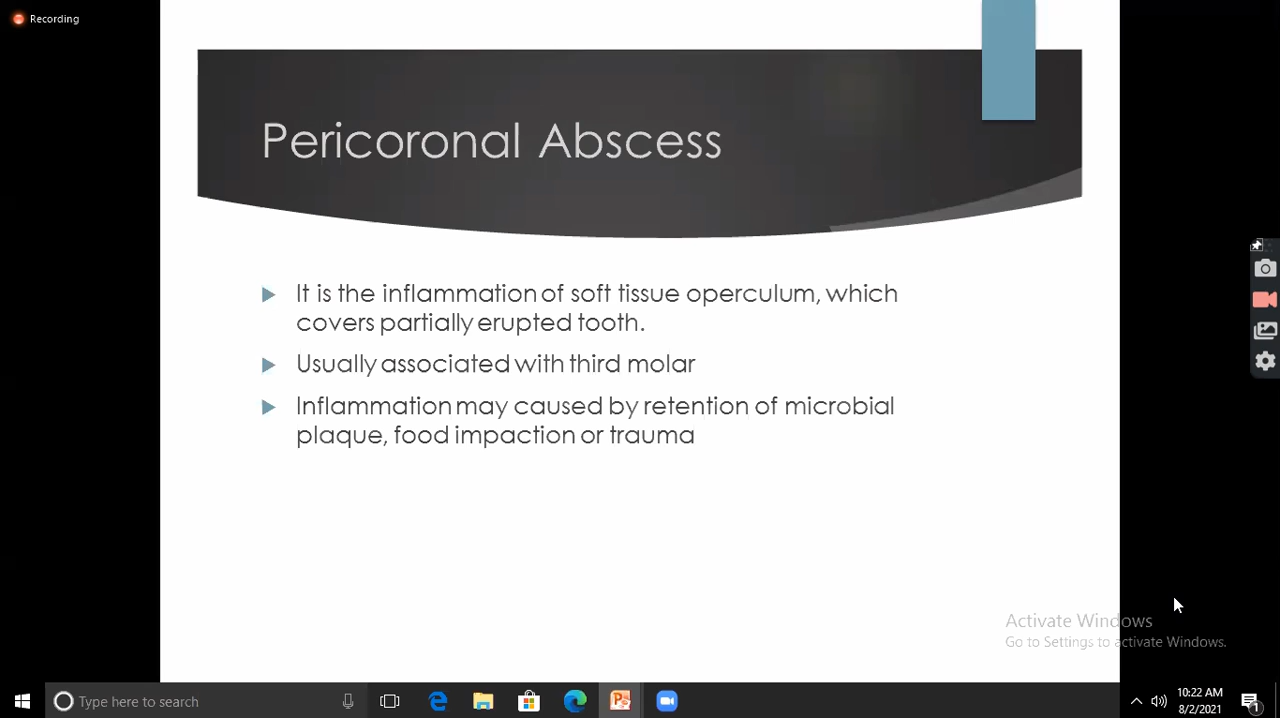 Recording
Pericoronal Abscess
It is the inflammation of soft tissue operculum, which
covers partially erupted tooth.
Usually associated with third molar
Inflammation may caused by retention of microbial
plaque, food impaction or trauma
Activate Windows
Go to Settings to activate Windows.
Type here to search
10:22 AM
8/2/2021
1